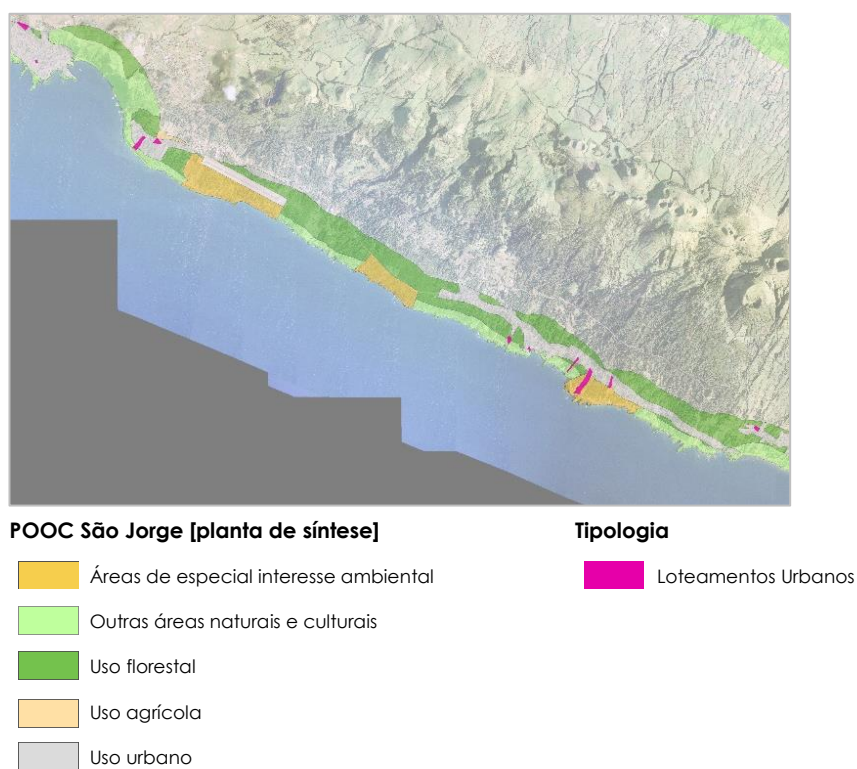 POOC São Jorge [planta de síntese]
Áreas de especial interesse ambiental
Outras áreas naturais e culturais
Uso florestal
Uso agrícola
Uso urbano
Tipologia
Loteamentos Urbanos